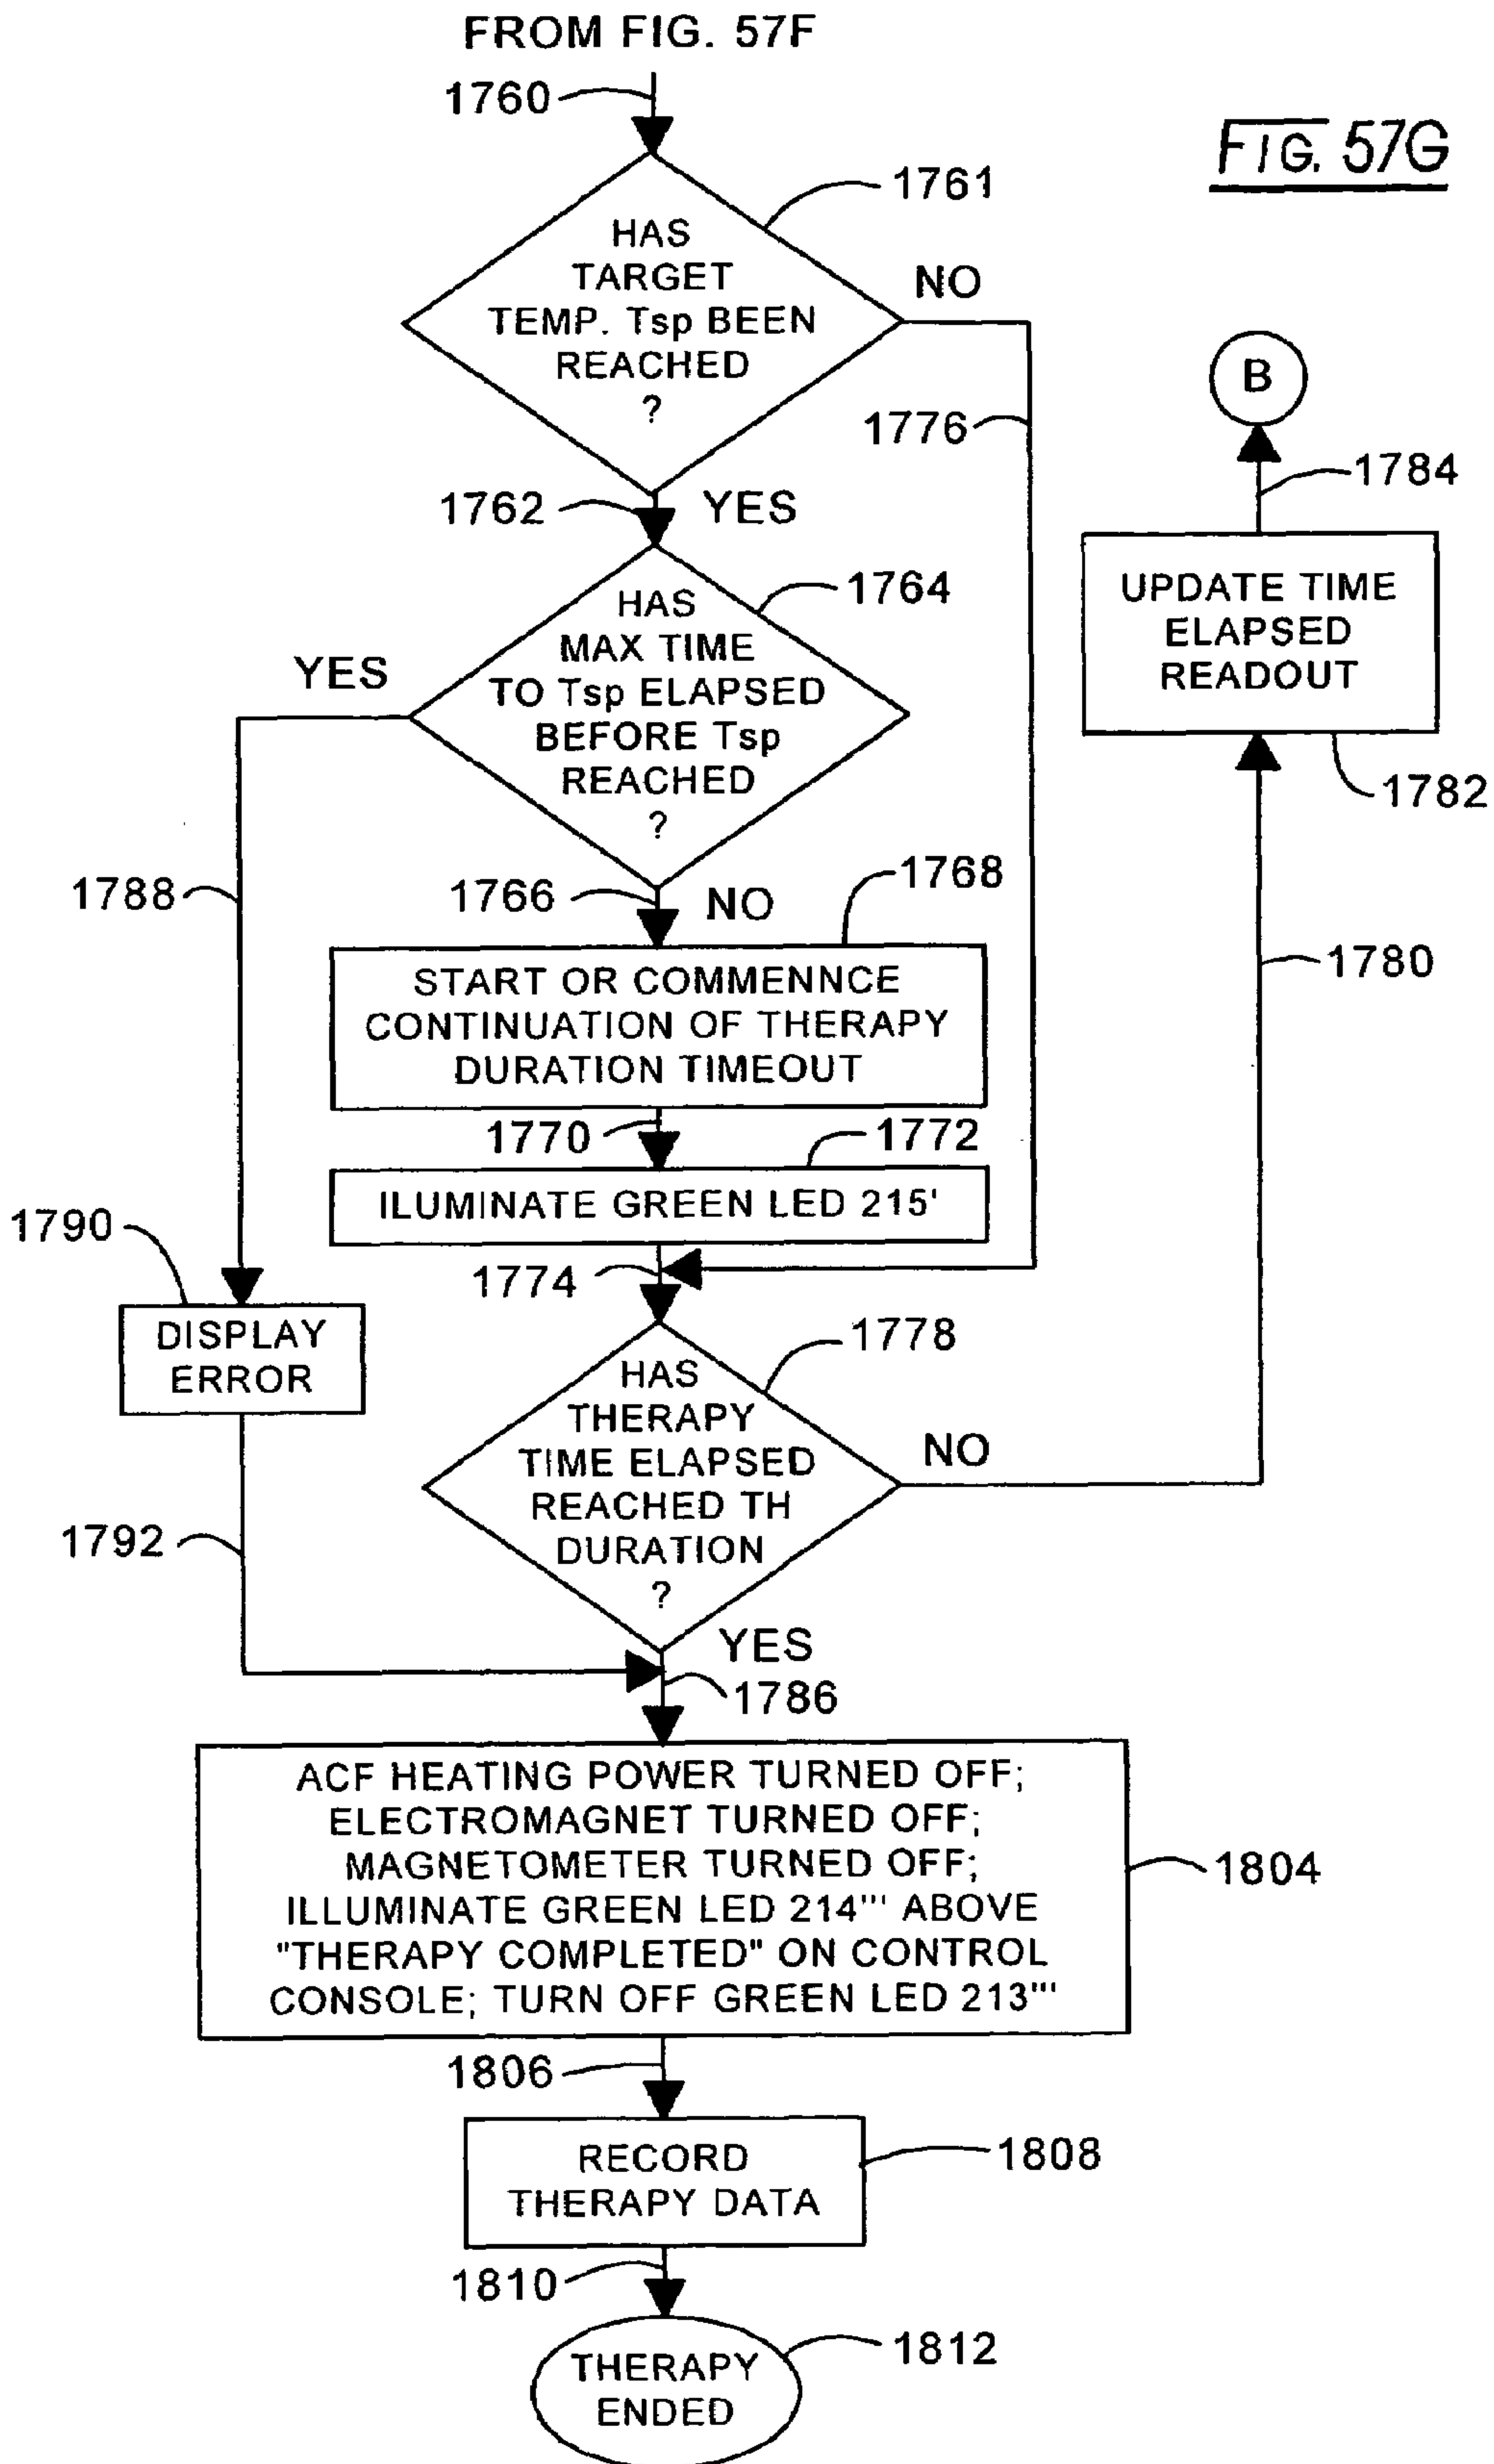 FROM FIG. 57F
1760
FIG. 57G
1761
HAS
TARGET
TEMP. Tsp BEEN
REACHED
?
NO
1776
B
1784
1762
YES
UPDATE TIME
ELAPSED
READOUT
1782
1764
HAS
MAX TIME
TO Tsp ELAPSED
BEFORE Tsp
REACHED
?
YES
1788
1766
NO
1768
1780
START OR COMMENNCE
CONTINUATION OF THERAPY
DURATION TIMEOUT
1770
1772
ILUMINATE GREEN LED 215'
1774
1790
DISPLAY
ERROR
1778
HAS
THERAPY
TIME ELAPSED
REACHED TH
DURATION
?
NO
1792
YES
1786
ACF HEATING POWER TURNED OFF;
ELECTROMAGNET TURNED OFF;
MAGNETOMETER TURNED OFF;
ILLUMINATE GREEN LED 214''' ABOVE
"THERAPY COMPLETED" ON CONTROL
CONSOLE; TURN OFF GREEN LED 213'''
1804
1806
RECORD
THERAPY DATA
1808
1810
THERAPY
ENDED
1812